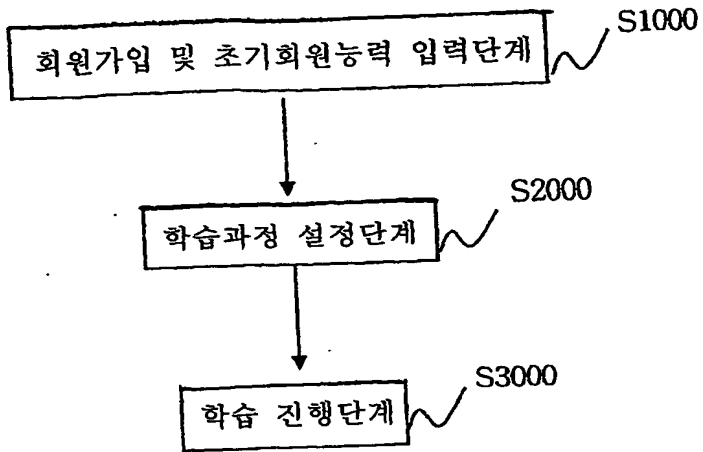 S1000
회원가입 및 초기회원능력 입력단계
S2000
학습과정 설정단계
S3000
학습 진행단계